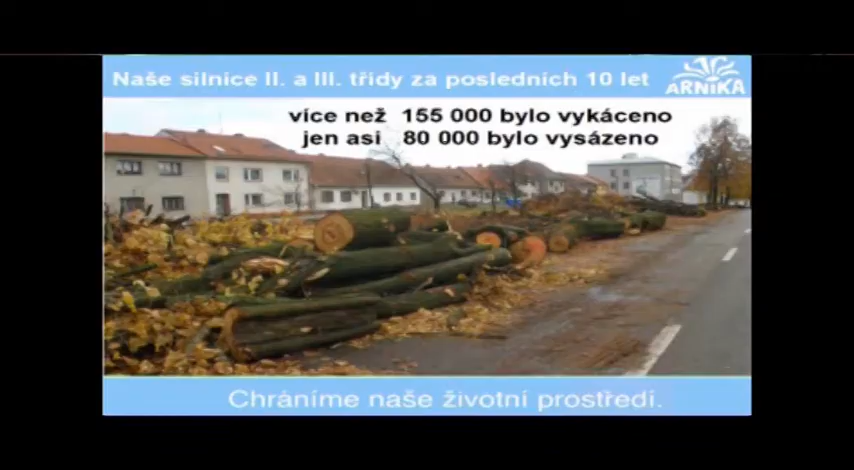 Naše silnice II. a III. třídy za posledních 10 let
ARNIKA
více než 155 000 bylo vykáceno
jen asi 80 000 bylo vysázeno
Chráníme naše životní prostředí.